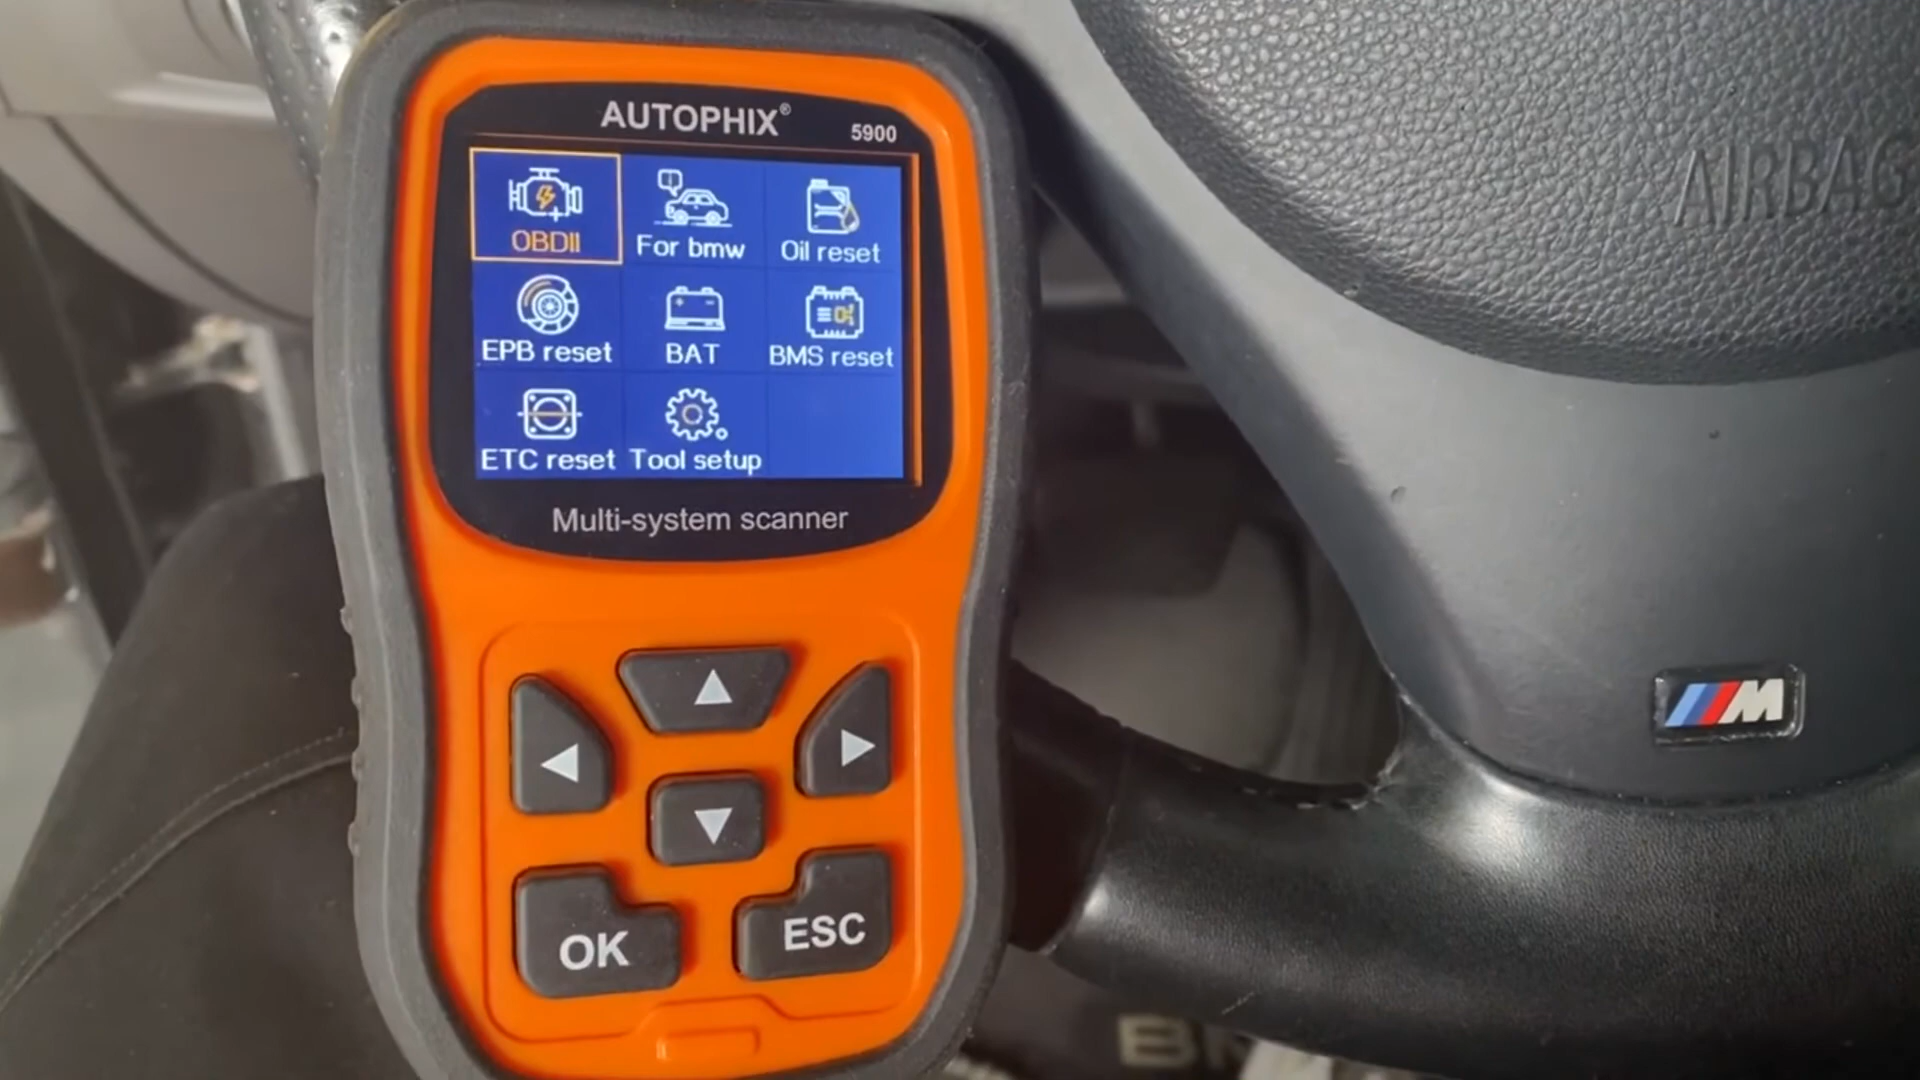 AUTOPHIX®
5900
OBDII For bmw Oil reset
EPB reset BAT BMS reset
ETC reset Tool setup
Multi-system scanner
OK ESC
AIRBAG
M